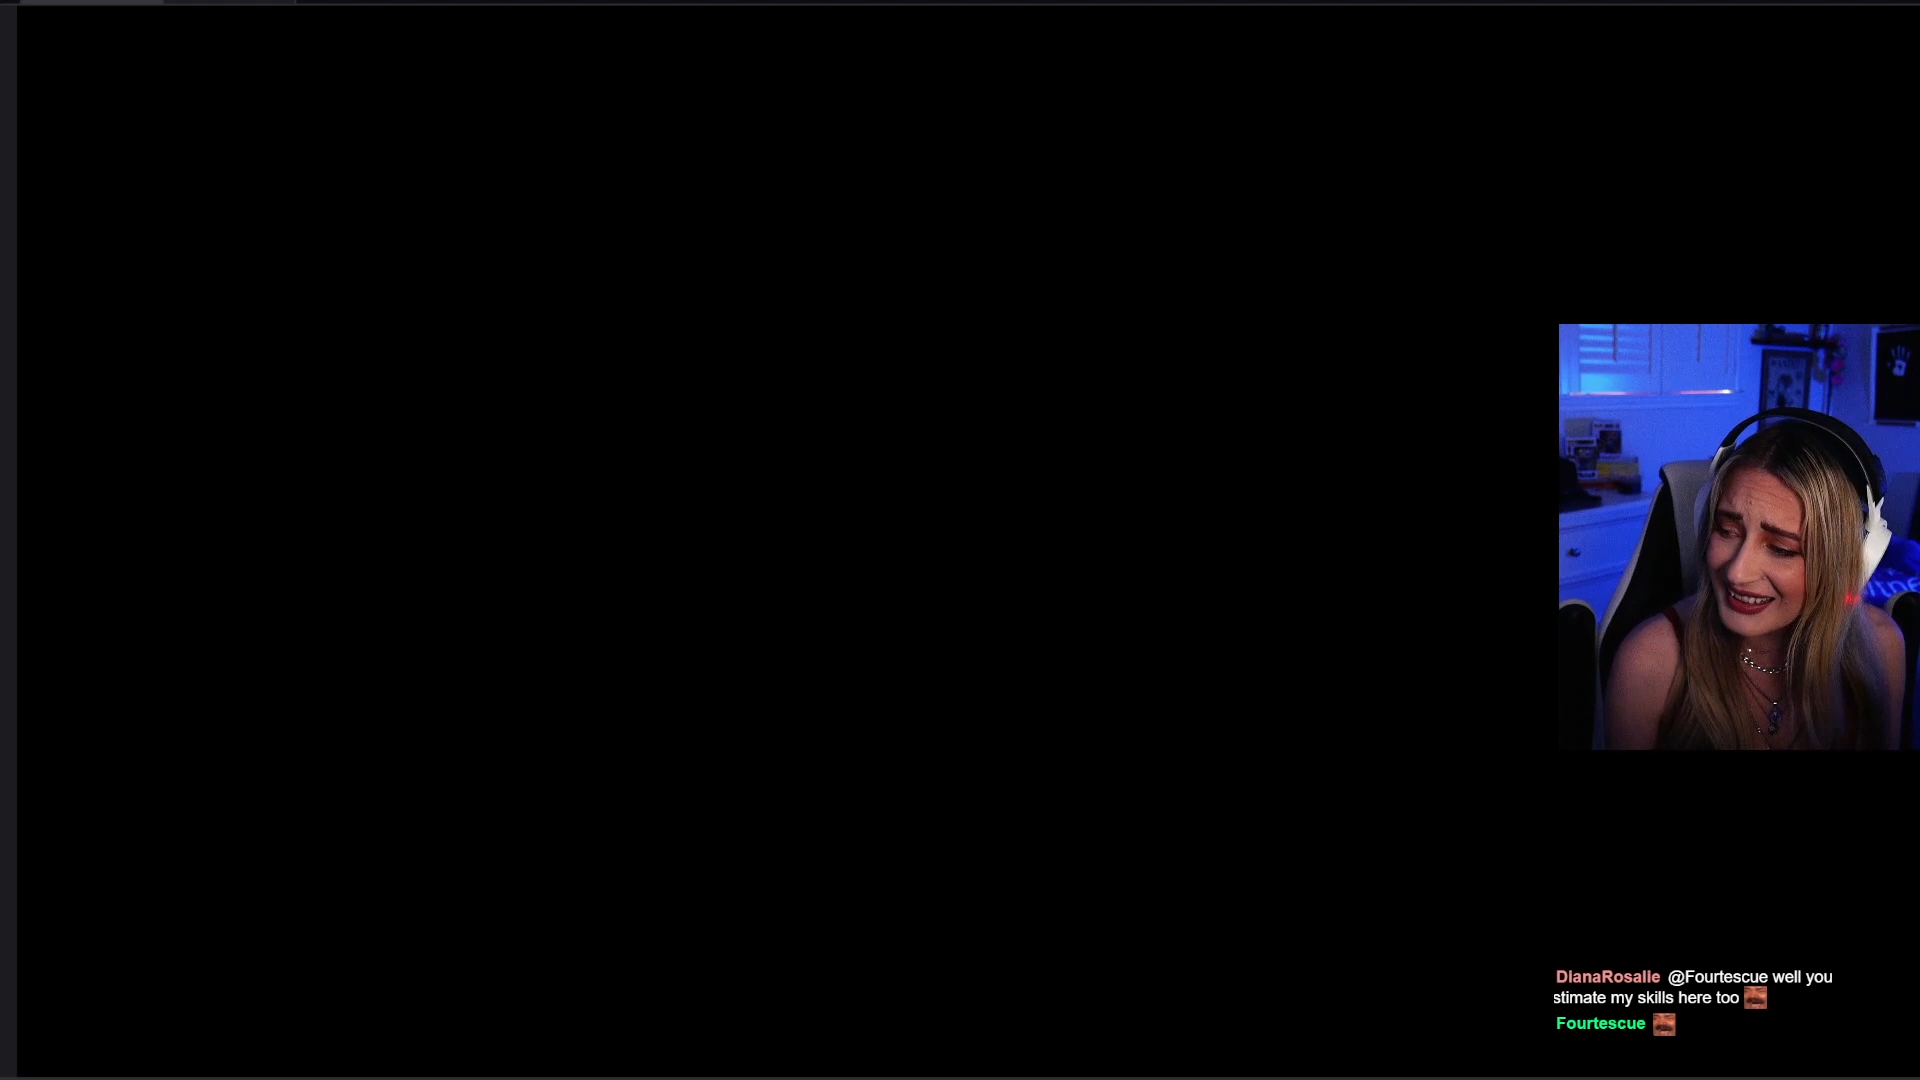 DianaRosalie @Fourtescue well you
stimate my skills here too
Fourtescue